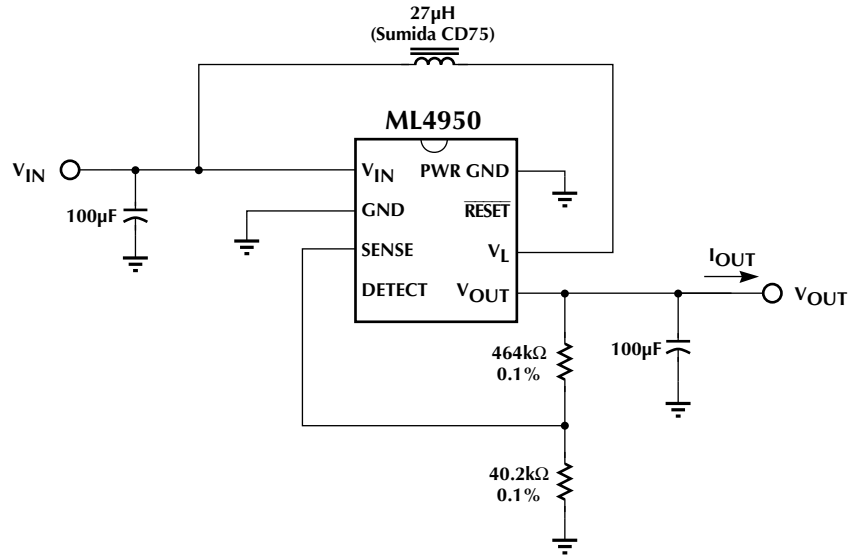 27µH
(Sumida CD75)
ML4950
VIN
100µF
VIN
GND
SENSE
DETECT
PWR GND
RESET
VL
VOUT
IOUT
VOUT
464kΩ
0.1%
100µF
40.2kΩ
0.1%